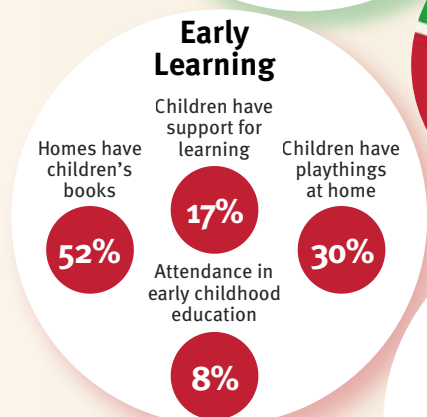 Early
Learning
Children have
support for
learning
17%
Homes have
children's
books
52%
Children have
playthings
at home
30%
Attendance in
early childhood
education
8%